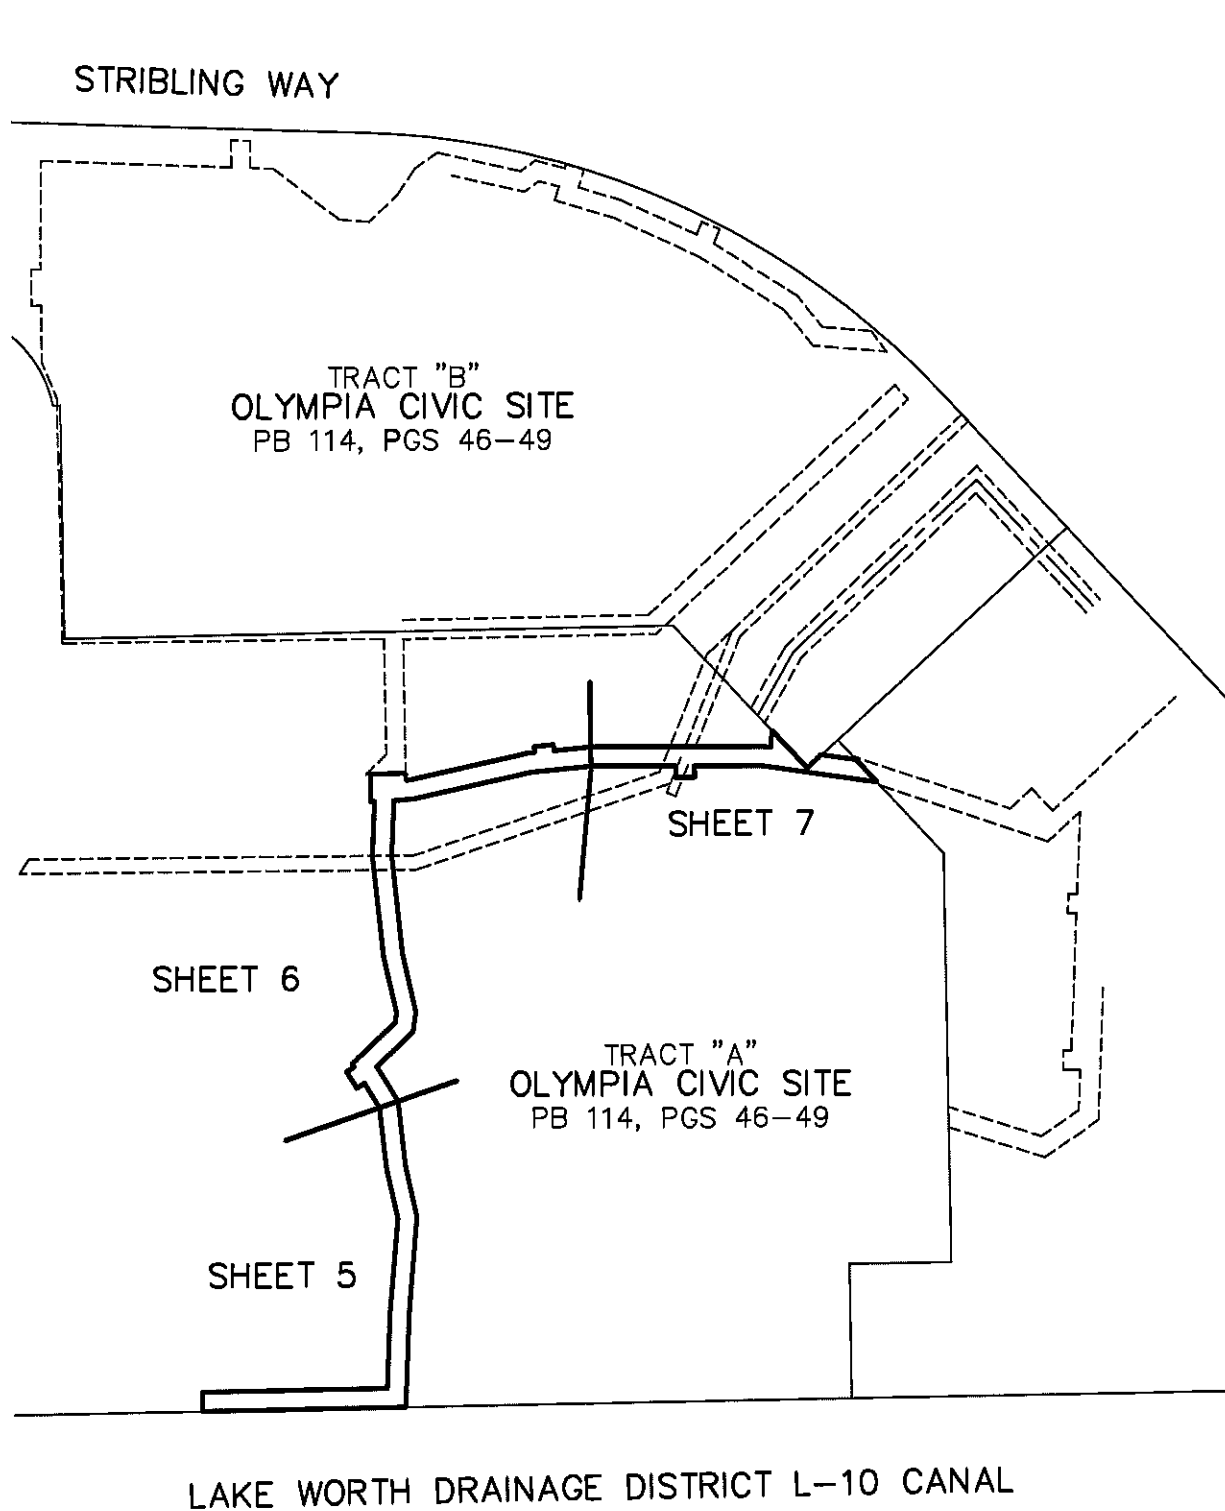 STRIBLING WAY
TRACT "B"
OLYMPIA CIVIC SITE
PB 114, PGS 46-49
SHEET 7
SHEET 6
TRACT "A"
OLYMPIA CIVIC SITE
PB 114, PGS 46-49
SHEET 5
LAKE WORTH DRAINAGE DISTRICT L-10 CANAL